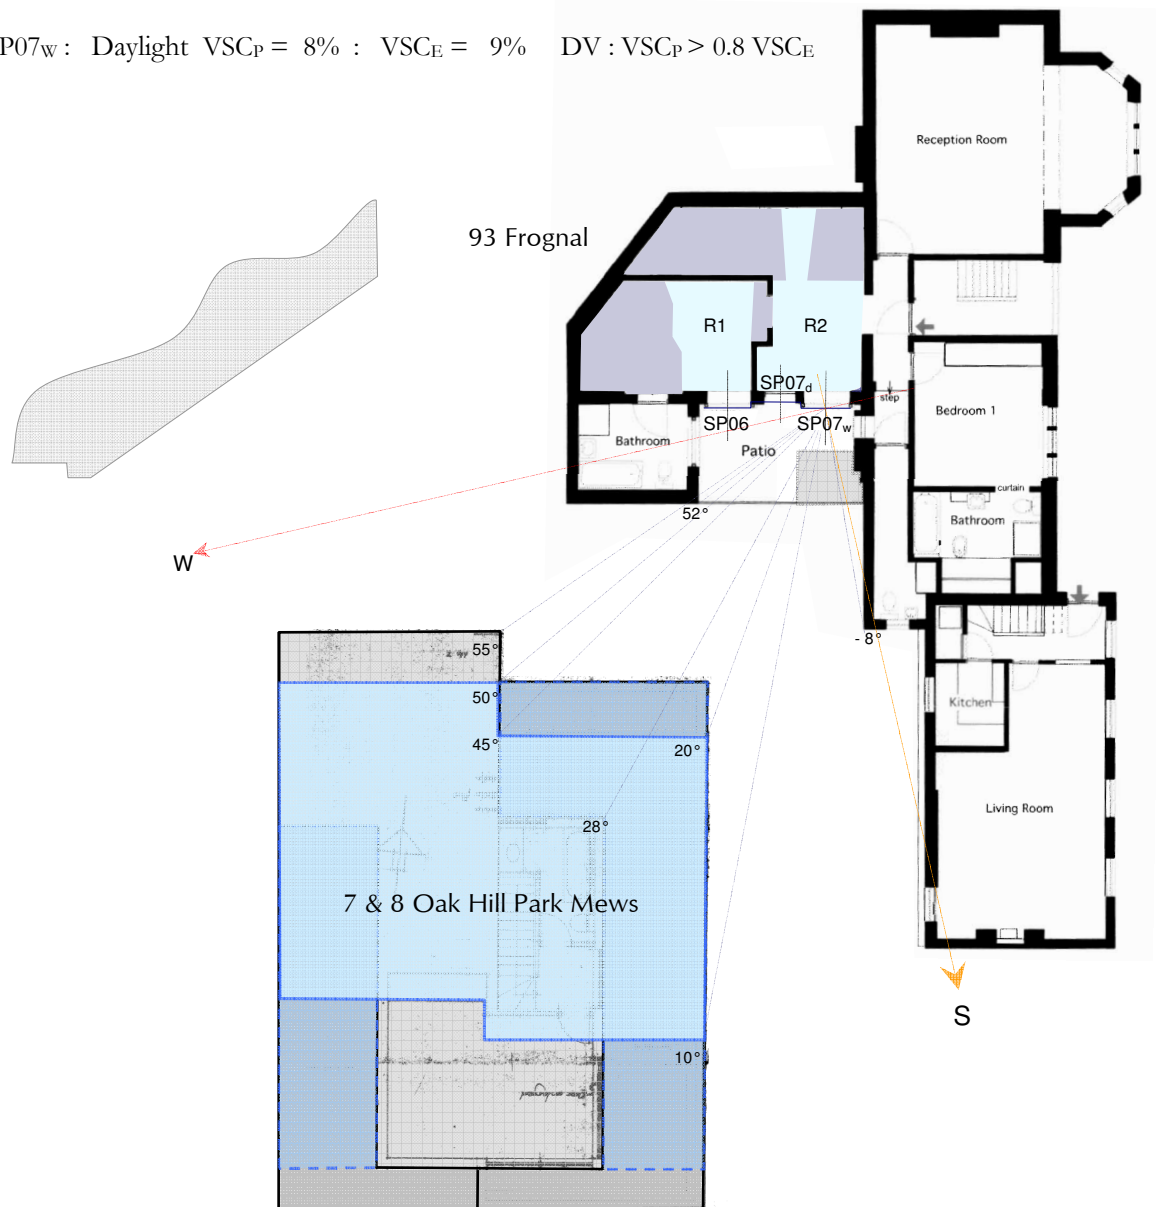 P07W : Daylight VSCP = 8% : VSCE = 9% DV : VSCP > 0.8 VSCE
Reception Room
93 Frognal
R1
R2
SP07d
step
Bedroom 1
SP06
SP07w
Bathroom
Patio
curtain
52°
Bathroom
W
- 8°
55°
50°
Kitchen
45°
20°
Living Room
28°
7 & 8 Oak Hill Park Mews
S
10°